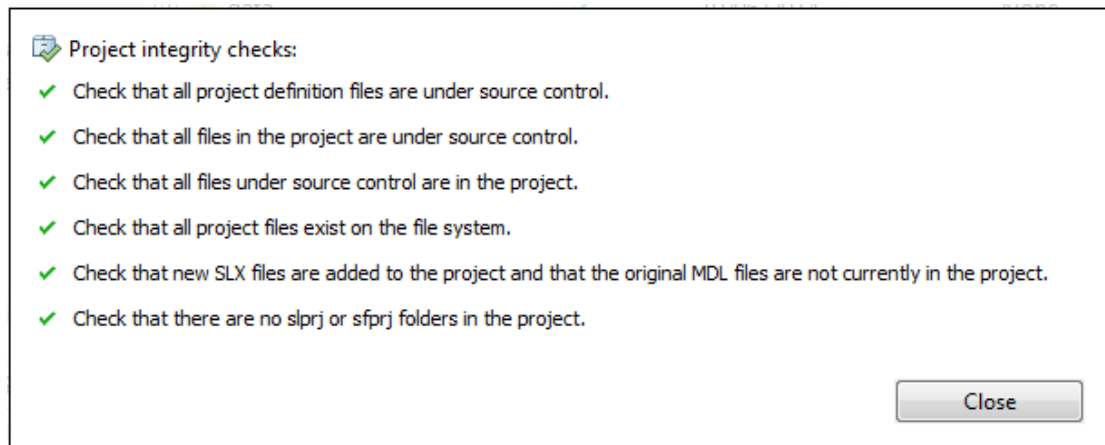 Project integrity checks:
Check that all project definition files are under source control.
Check that all files in the project are under source control.
Check that all files under source control are in the project.
Check that all project files exist on the file system.
Check that new SLX files are added to the project and that the original MDL files are not currently in the project.
Check that there are no slprj or sfprj folders in the project.
Close